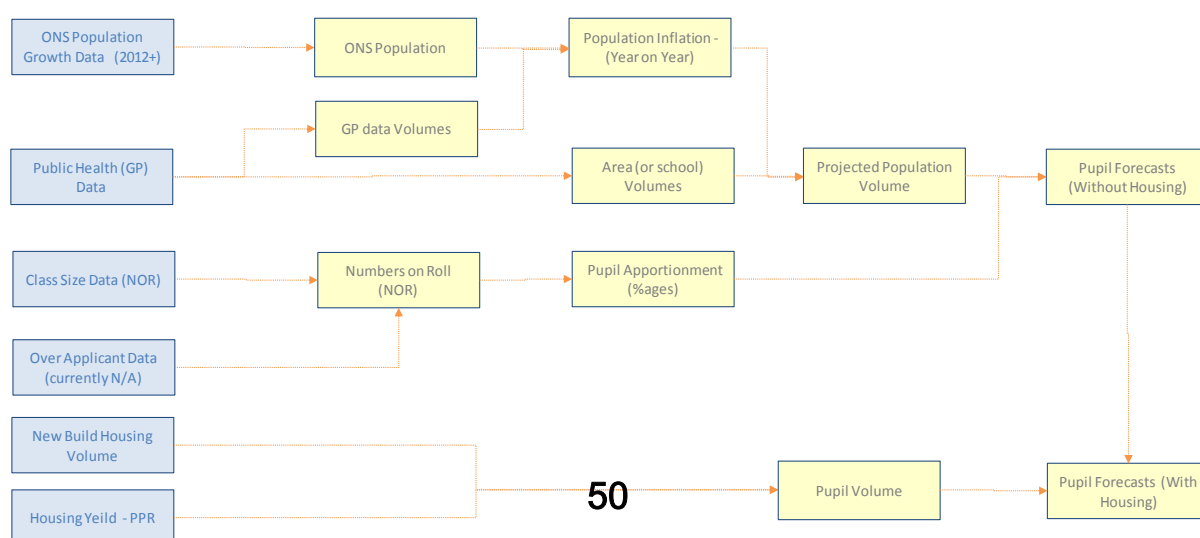 ONS Population
Growth Data (2012+)
ONS Population
Population Inflation -
(Year on Year)
GP data Volumes
Public Health (GP)
Data
Area (or school)
Volumes
Projected Population
Volume
Pupil Forecasts
(Without Housing)
Class Size Data (NOR)
Numbers on Roll
(NOR)
Pupil Apportionment
(%ages)
Over Applicant Data
(currently N/A)
New Build Housing
Volume
Housing Yeild - PPR
50
Pupil Volume
Pupil Forecasts (With
Housing)